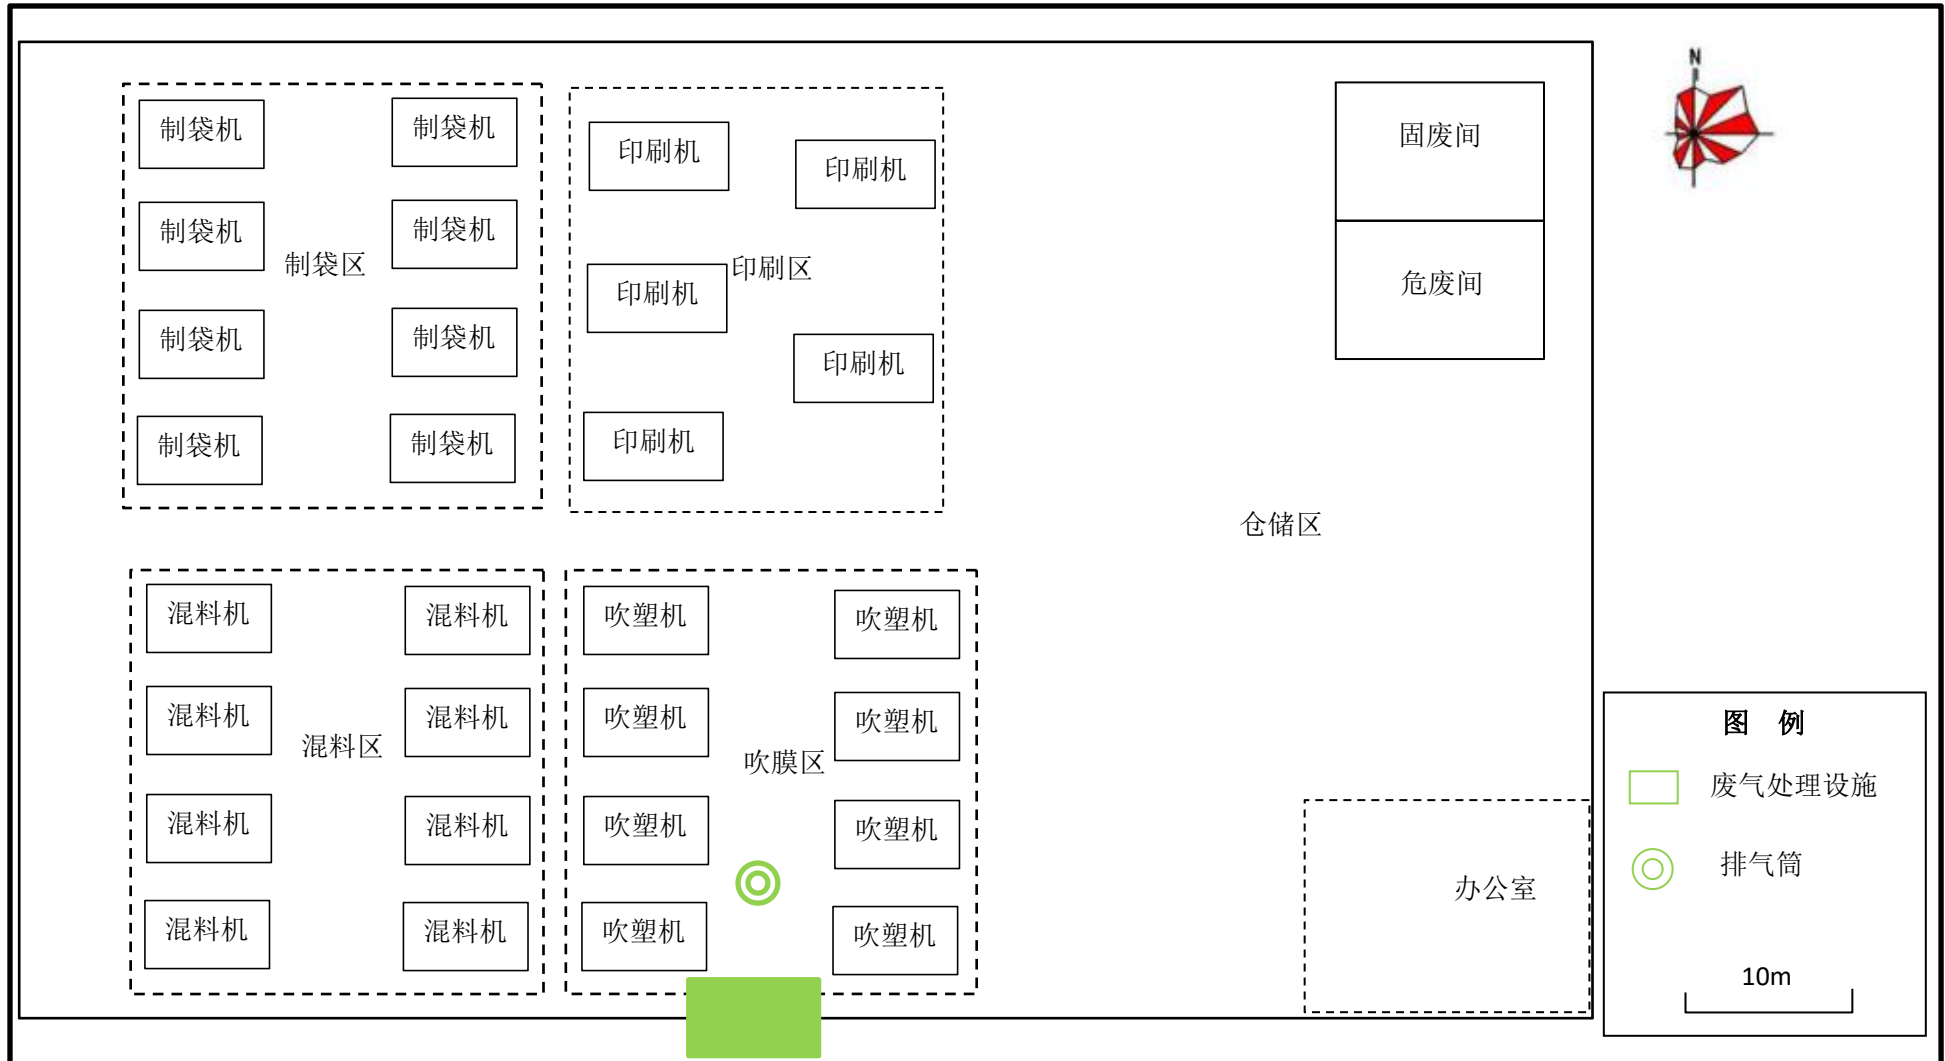 N
制袋机
制袋机
制袋机
制袋机
制袋区
制袋机
制袋机
制袋机
制袋机
印刷机
印刷机
印刷区
印刷机
印刷机
印刷机
固废间
危废间
仓储区
混料机
混料机
混料机
混料机
混料区
混料机
混料机
混料机
混料机
吹塑机
吹塑机
吹塑机
吹塑机
吹膜区
吹塑机
吹塑机
吹塑机
吹塑机
办公室
图 例
废气处理设施
排气筒
10m